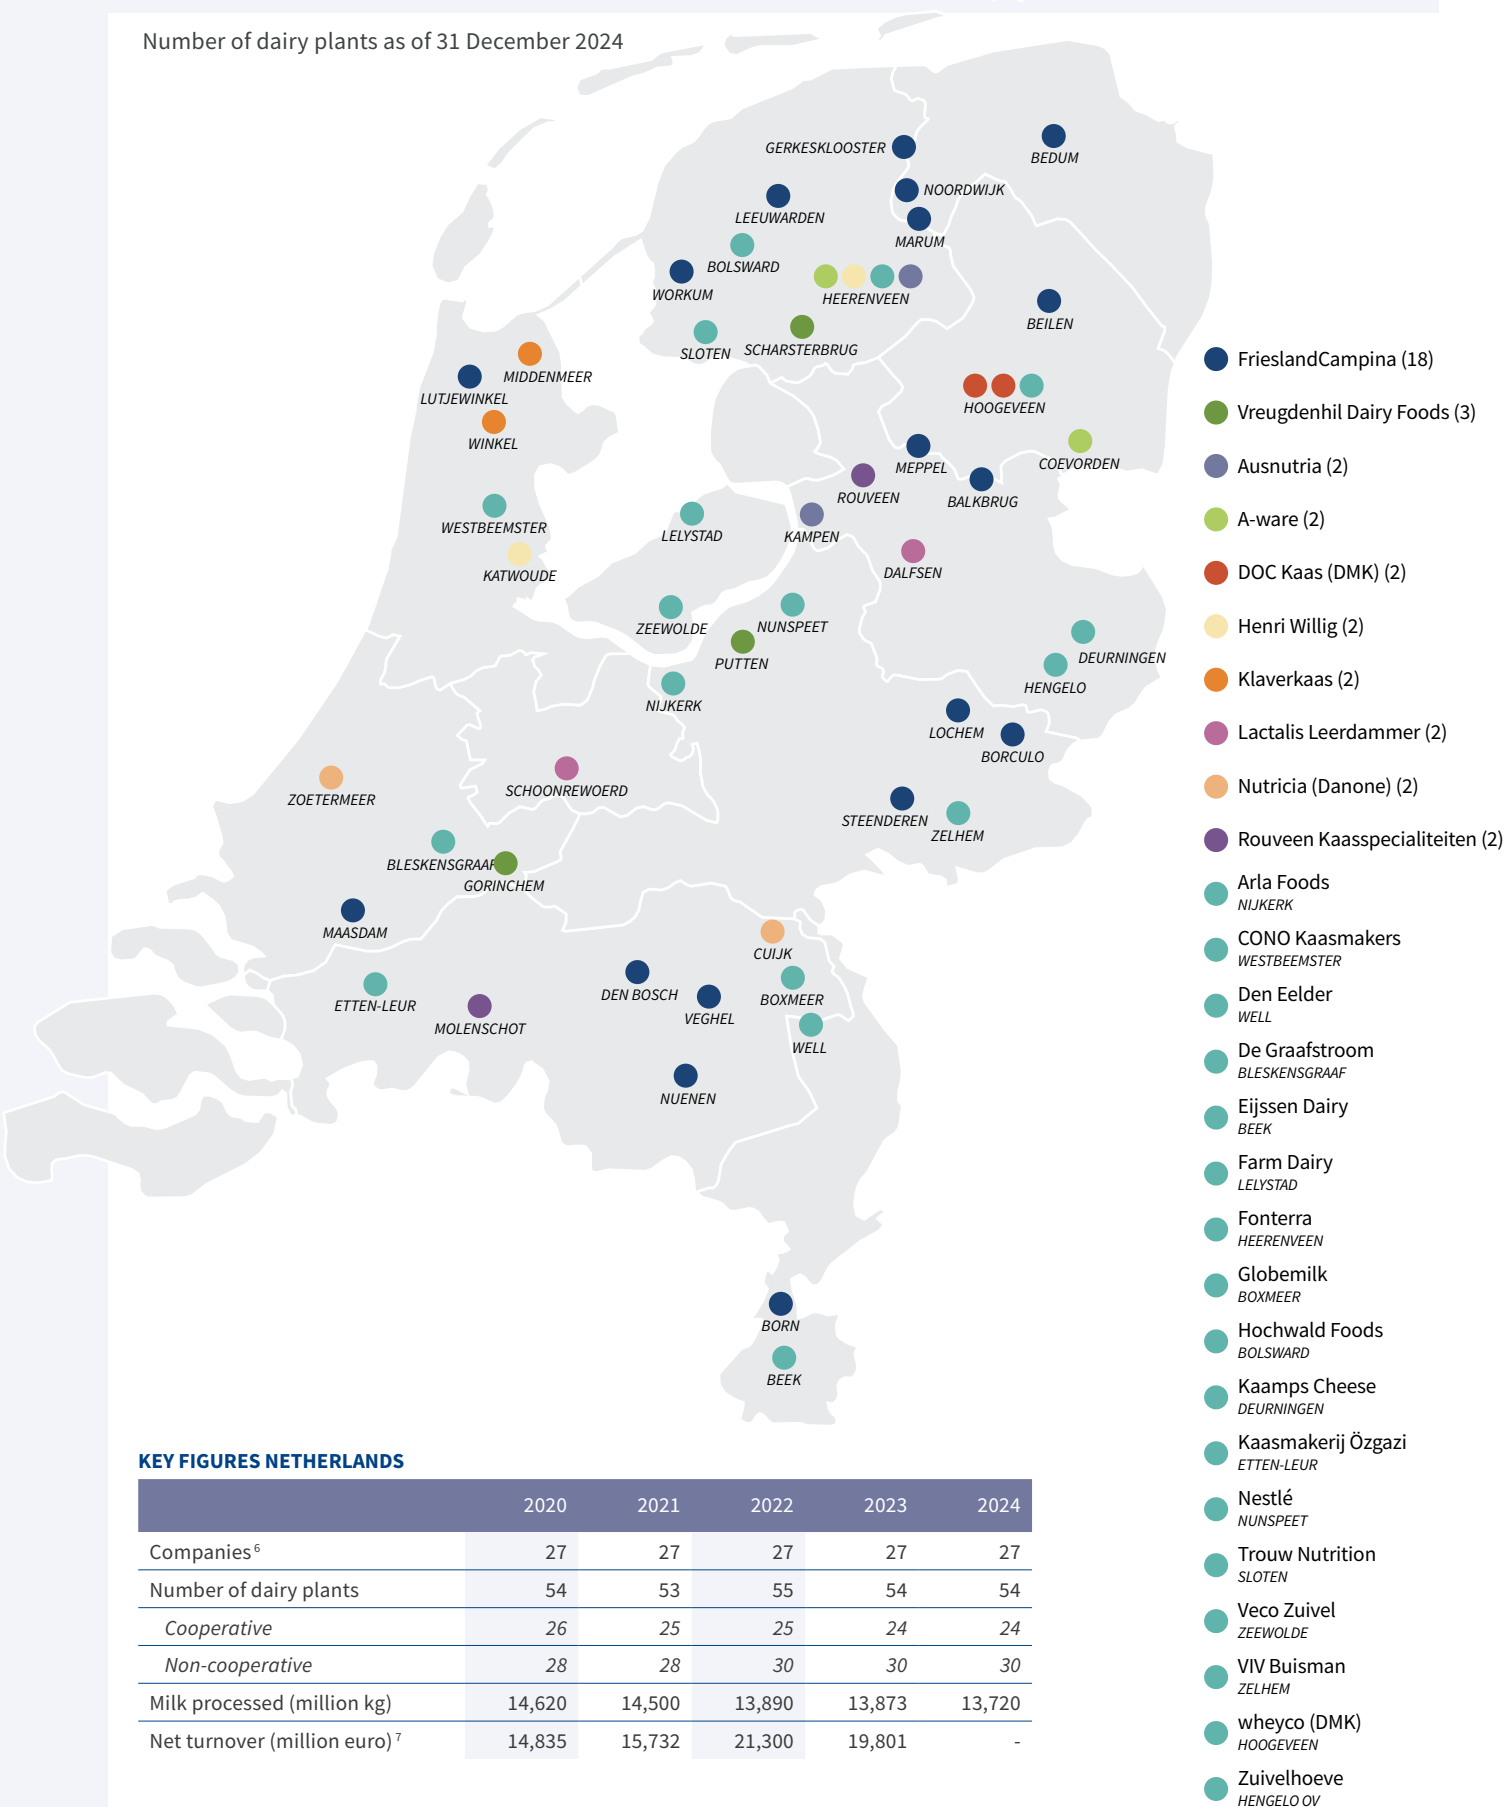 Number of dairy plants as of 31 December 2024
GERKESKLOOSTER
BEDUM
NOORDWIJK
LEEUWARDEN
MARUM
BOLSWARD
WORKUM
HEERENVEEN
BEILEN
SLOTEN
SCHARSTERBRUG
MIDDENMEER
LUTJEWINKEL
HOOGEVEEN
WINKEL
MEPPEL
COEVORDEN
ROUVEEN
BALKBRUG
WESTBEEMSTER
LELYSTAD
KAMPEN
KATWOUDE
DALFSEN
ZEEWOLDE
NUNSPEET
PUTTEN
DEURNINGEN
HENGELO
NIJKERK
LOCHEM
BORCULO
SCHOONREWOERD
ZOETERMEER
STEENDEREN
ZELHEM
BLESKENSGRAAF
GORINCHEM
MAASDAM
CUIJK
DEN BOSCH
BOXMEER
ETTEN-LEUR
VEGHEL
MOLENSCHOT
WELL
NUENEN
BORN
BEEK
FrieslandCampina (18)
Vreugdenhil Dairy Foods (3)
Ausnutria (2)
A-ware (2)
DOC Kaas (DMK) (2)
Henri Willig (2)
Klaverkaas (2)
Lactalis Leerdammer (2)
Nutricia (Danone) (2)
Rouveen Kaasspecialiteiten (2)
Arla Foods
NIJKERK
CONO Kaasmakers
WESTBEEMSTER
Den Eelder
WELL
De Graafstroom
BLESKENSGRAAF
Eijssen Dairy
BEEK
Farm Dairy
LELYSTAD
Fonterra
HEERENVEEN
Globemilk
BOXMEER
Hochwald Foods
BOLSWARD
Kaamps Cheese
DEURNINGEN
Kaasmakerij Özgazi
ETTEN-LEUR
Nestlé
NUNSPEET
Trouw Nutrition
SLOTEN
Veco Zuivel
ZEEWOLDE
VIV Buisman
ZELHEM
wheyco (DMK)
HOOGEVEEN
Zuivelhoeve
HENGELO OV
KEY FIGURES NETHERLANDS
2020 2021 2022 2023 2024
Companies 6 27 27 27 27 27
Number of dairy plants 54 53 55 54 54
Cooperative 26 25 25 24 24
Non-cooperative 28 28 30 30 30
Milk processed (million kg) 14,620 14,500 13,890 13,873 13,720
Net turnover (million euro) 7 14,835 15,732 21,300 19,801 -